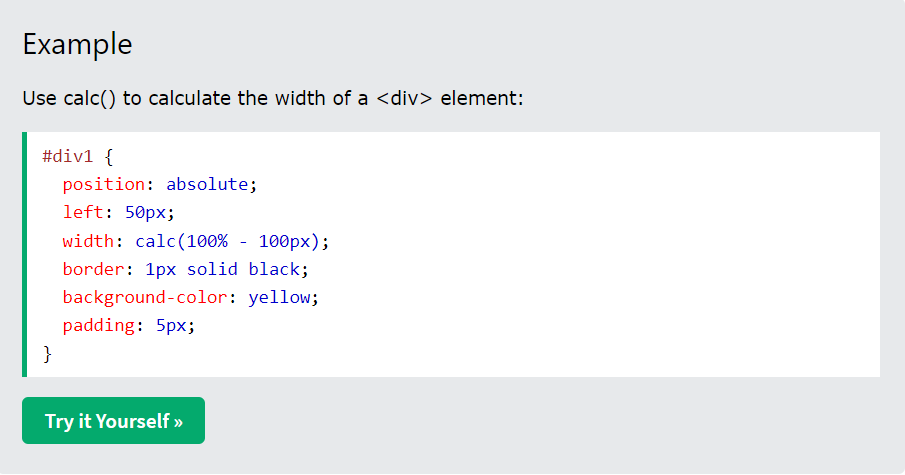 Example
Use calc() to calculate the width of a <div> element:
#div1 {
  position: absolute;
  left: 50px;
  width: calc(100% - 100px);
  border: 1px solid black;
  background-color: yellow;
  padding: 5px;
}
Try it Yourself »